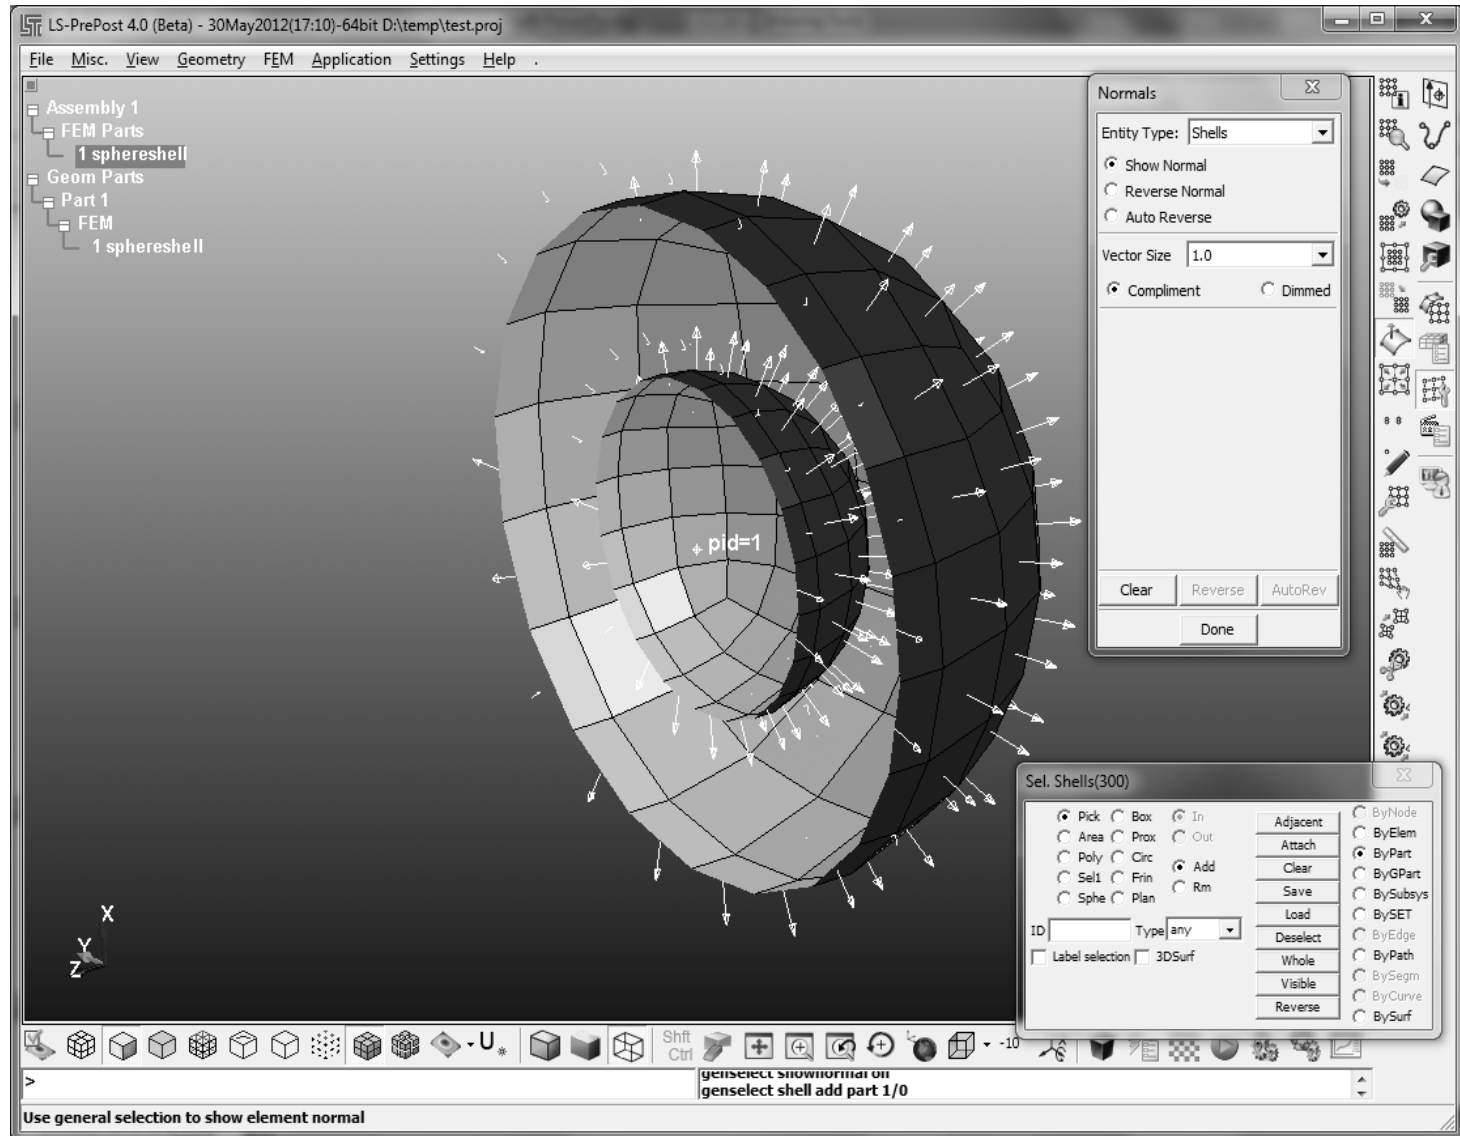 LS-PrePost 4.0 (Beta) - 30May2012(17:10)-64bit D:\temp\test.proj
File Misc. View Geometry FEM Application Settings Help .
Assembly 1
FEM Parts
1 sphereshell
Geom Parts
Part 1
FEM
1 sphereshell
pid=1
X
Y
Z
Normals
Entity Type: Shells
Show Normal
Reverse Normal
Auto Reverse
Vector Size 1.0
Compliment Dimmed
Clear Reverse AutoRev
Done
Sel. Shells(300)
Pick Box In Adjacent ByNode
Area Prox Out Attach ByElem
Poly Circ Add Clear ByPart
Sel1 Frin Rm Save ByGPart
Sphe Plan Load BySubsys
ID Type any Deselect BySET
Label selection 3DSurf Whole ByEdge
Visible ByPath
Reverse BySegm
ByCurve
BySurf
Shft
Ctrl
-10
>
genselect shownormal on
genselect shell add part 1/0
Use general selection to show element normal